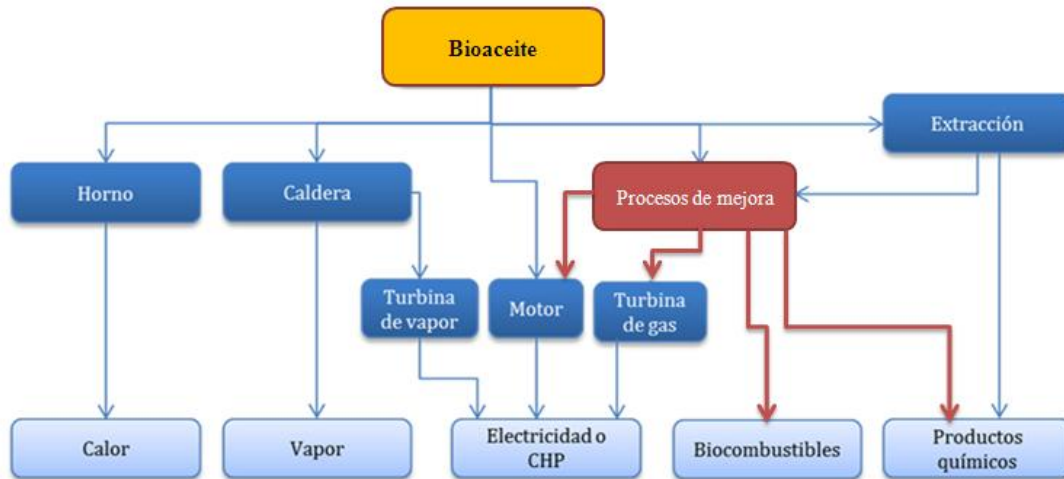 Bioaceite
Extracción
Horno
Caldera
Procesos de mejora
Turbina
de vapor
Motor
Turbina
de gas
Calor
Vapor
Electricidad o
CHP
Biocombustibles
Productos
químicos